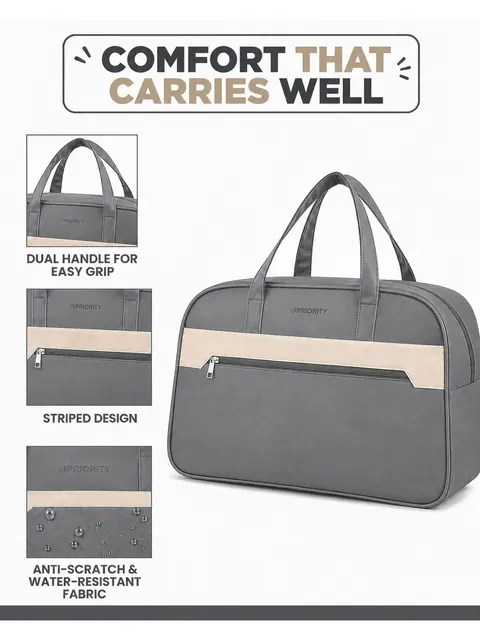 COMFORT THAT
CARRIES WELL
PRIORITY
DUAL HANDLE FOR
EASY GRIP
PRIORITY
STRIPED DESIGN
PRIORITY
ANTI-SCRATCH &
WATER-RESISTANT
FABRIC